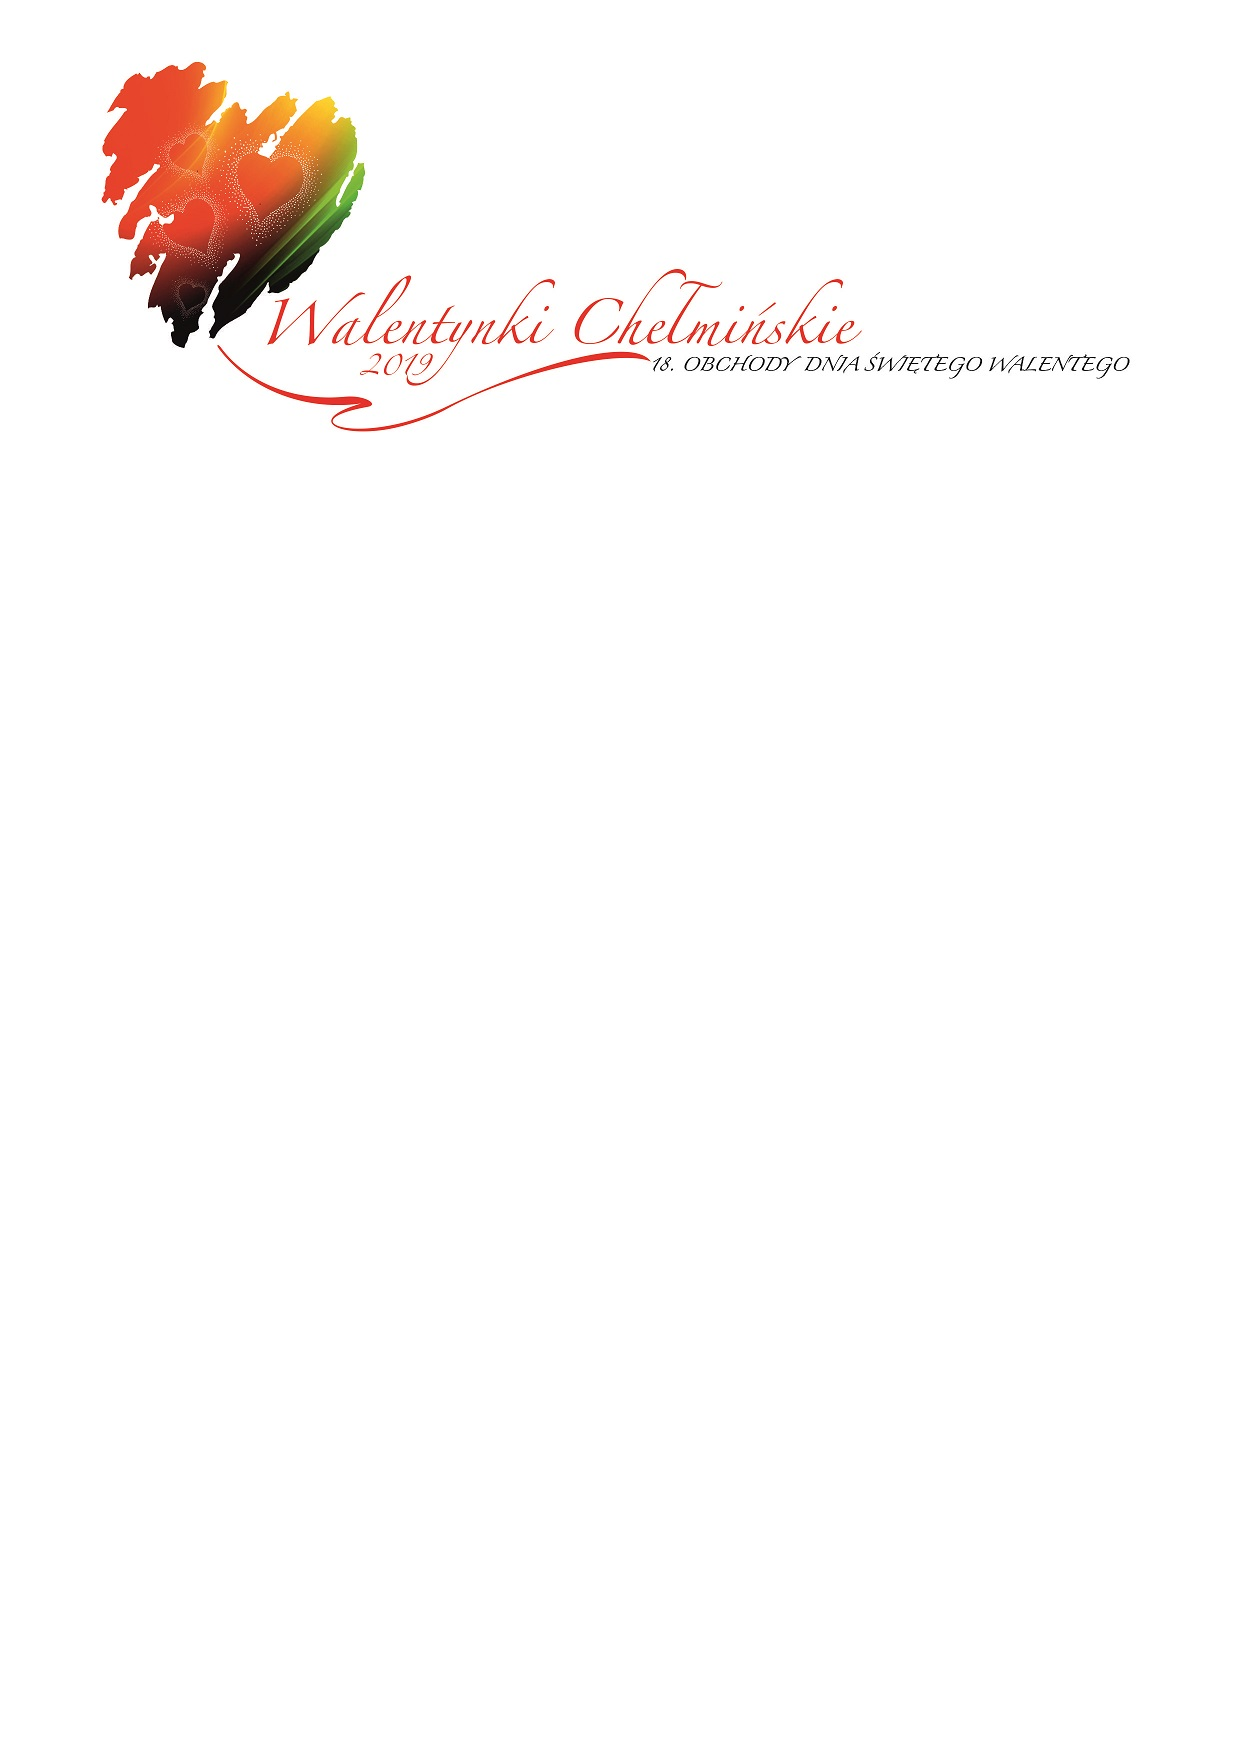 Walentynki Chełmińskie
2019
18. OBCHODY DNIA ŚWIĘTEGO WALENTEGO